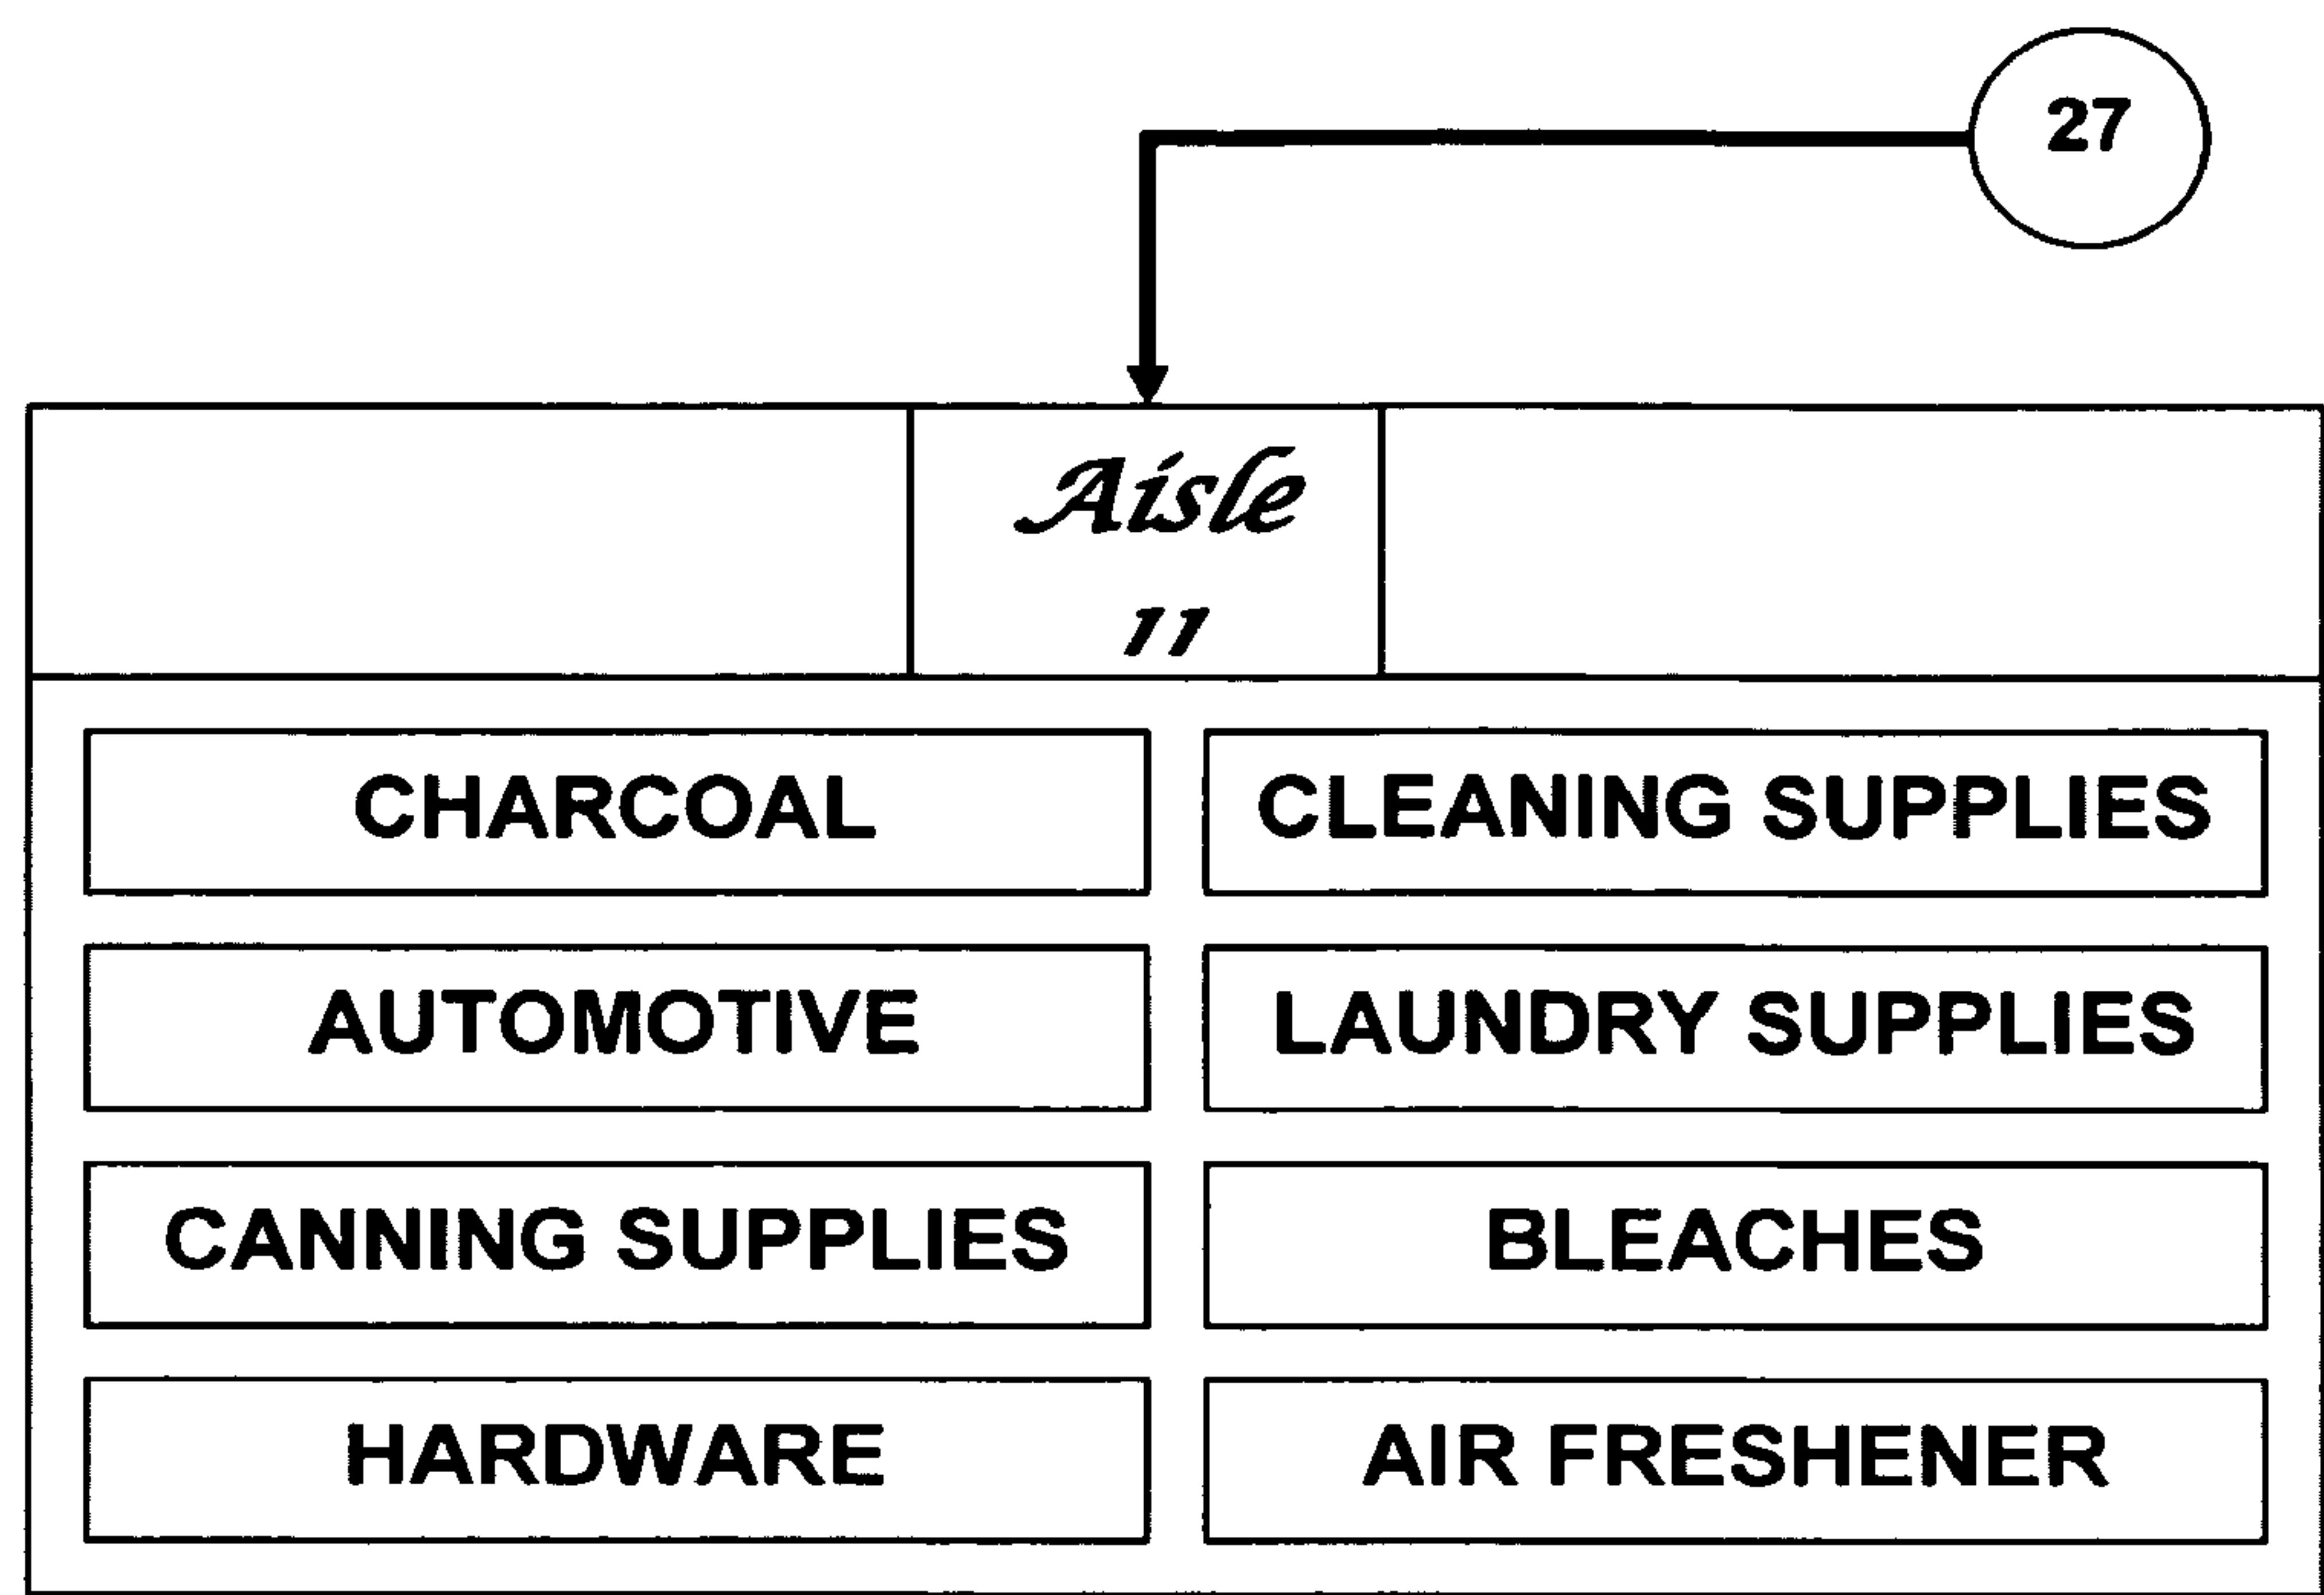 27
Aisle
11
CHARCOAL
CLEANING SUPPLIES
AUTOMOTIVE
LAUNDRY SUPPLIES
CANNING SUPPLIES
BLEACHES
HARDWARE
AIR FRESHENER